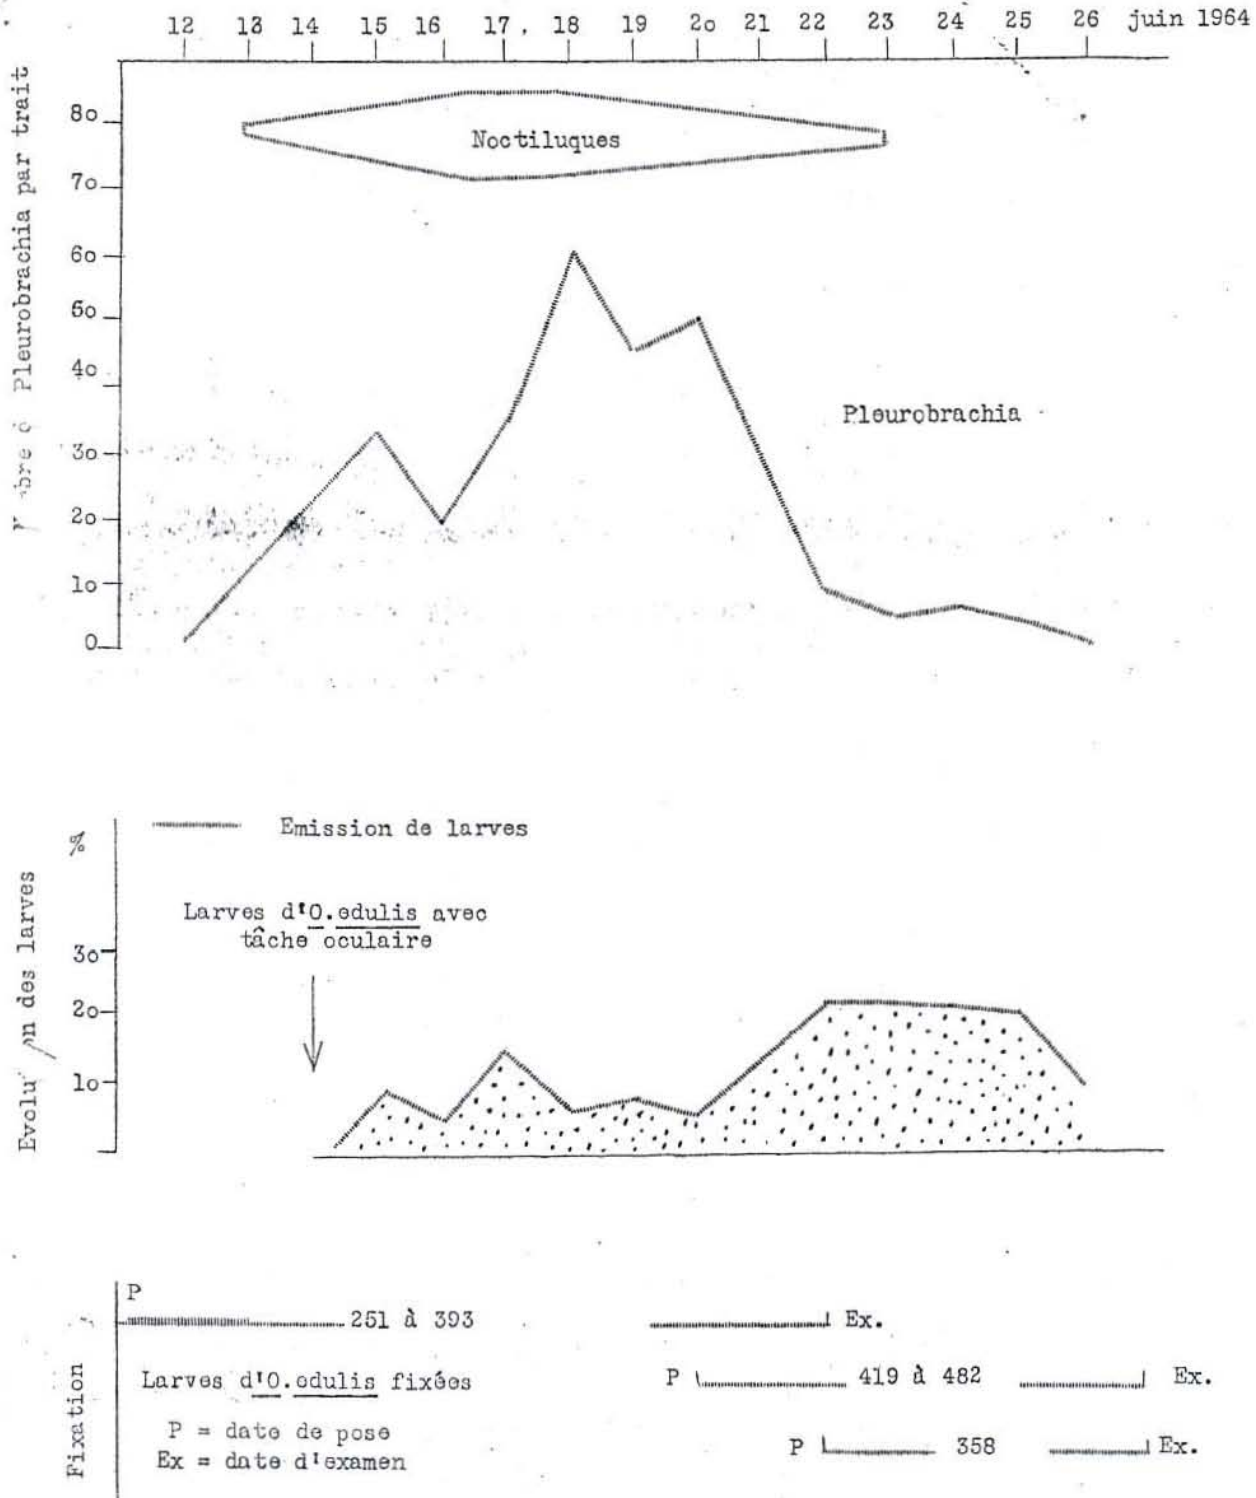 12 13 14 15 16 17, 18 19 20 21 22 23 24 25 26 juin 1964
Pleurobrachia par trait
80
70
60
50
40
30
20
10
0
Noctiluques
Pleurobrachia
%
Emission de larves
Larves d'O.edulis avec
tâche oculaire
des larves
30
20
10
Fixation
P
251 à 393
Ex.
Larves d'O.edulis fixées
P 419 à 482 Ex.
P = date de pose
Ex = date d'examen
P 358 Ex.